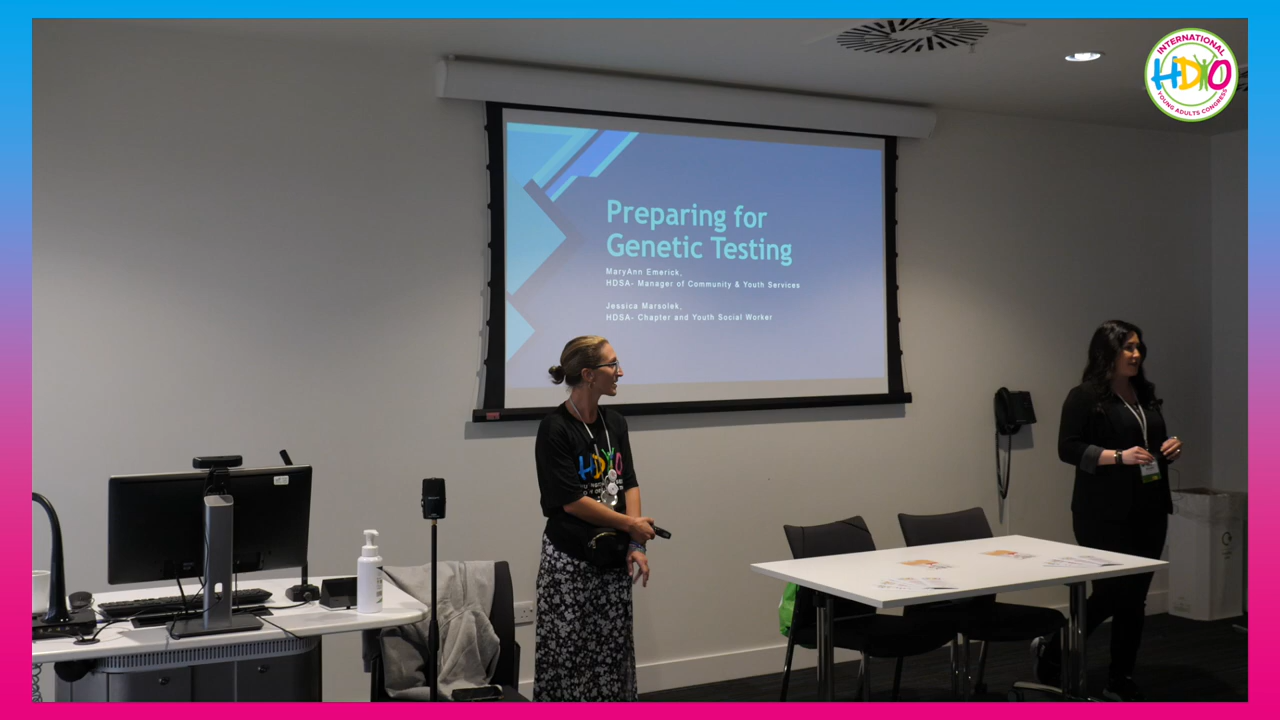 INTERNATIONAL
HDYO
YOUNG ADULTS CONGRESS
Preparing for
Genetic Testing
MaryAnn Emerick,
HDSA- Manager of Community & Youth Services
Jessica Marsolek,
HDSA- Chapter and Youth Social Worker
HDYO